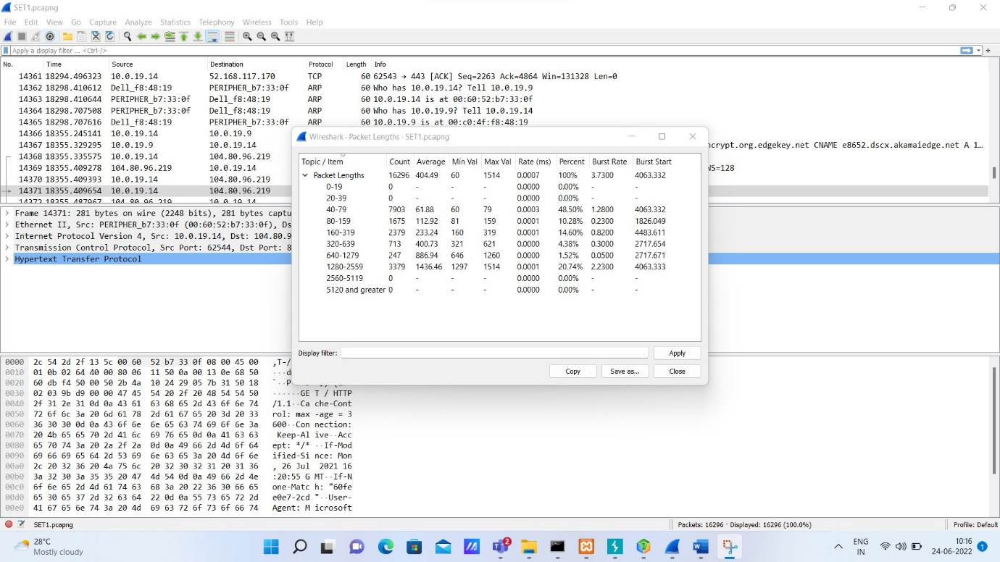 SET1.pcapng
File Edit View Go Capture Analyze Statistics Telephony Wireless Tools Help
Apply a display filter ... <Ctrl-/>
No. Time Source Destination Protocol Length Info
14361 18294.496323 10.0.19.14 52.168.117.170 TCP 60 62543 → 443 [ACK] Seq=2263 Ack=4864 Win=131328 Len=0
14362 18298.410612 Dell_f8:48:19 PERIPHER_b7:33:0f ARP 60 Who has 10.0.19.14? Tell 10.0.19.9
14363 18298.410644 PERIPHER_b7:33:0f Dell_f8:48:19 ARP 60 10.0.19.14 is at 00:60:52:b7:33:0f
14364 18298.707508 PERIPHER_b7:33:0f Dell_f8:48:19 ARP 60 Who has 10.0.19.9? Tell 10.0.19.14
14365 18298.707616 Dell_f8:48:19 PERIPHER_b7:33:0f ARP 60 10.0.19.9 is at 00:c0:4f:f8:48:19
14366 18355.245141 10.0.19.14 10.0.19.9
14367 18355.329295 10.0.19.9 10.0.19.14 ncrypt.org.edgekey.net CNAME e8652.dscx.akamaiedge.net A 1...
14368 18355.335575 10.0.19.14 104.80.96.219
14369 18355.409278 104.80.96.219 10.0.19.14 WS=128
14370 18355.409393 10.0.19.14 104.80.96.219
14371 18355.409654 10.0.19.14 104.80.96.219
14372 18355.487967 104.80.96.219 10.0.19.14
Wireshark · Packet Lengths · SET1.pcapng
Topic / Item Count Average Min Val Max Val Rate (ms) Percent Burst Rate Burst Start
Packet Lengths 16296 404.49 60 1514 0.0007 100% 3.7300 4063.332
0-19 0 - - - 0.0000 0.00% - -
20-39 0 - - - 0.0000 0.00% - -
40-79 7903 61.88 60 79 0.0003 48.50% 1.2800 4063.332
80-159 1675 112.92 81 159 0.0001 10.28% 0.2300 1826.049
160-319 2379 233.24 160 319 0.0001 14.60% 0.8200 4483.611
320-639 713 400.73 321 621 0.0000 4.38% 0.3000 2717.654
640-1279 247 886.94 646 1260 0.0000 1.52% 0.0500 2717.671
1280-2559 3379 1436.46 1297 1514 0.0001 20.74% 2.2300 4063.333
2560-5119 0 - - - 0.0000 0.00% - -
5120 and greater 0 - - - 0.0000 0.00% - -
Display filter: Apply
Copy Save as... Close
Frame 14371: 281 bytes on wire (2248 bits), 281 bytes captu
Ethernet II, Src: PERIPHER_b7:33:0f (00:60:52:b7:33:0f), Ds
Internet Protocol Version 4, Src: 10.0.19.14, Dst: 104.80.9
Transmission Control Protocol, Src Port: 62544, Dst Port: 8
Hypertext Transfer Protocol
0000 2c 54 2d 2f 13 5c 00 60 52 b7 33 0f 08 00 45 00 ,T-/
0010 01 0b 02 64 40 00 80 06 11 50 0a 00 13 0e 68 50 ···d
0020 60 db f4 50 00 50 2b 4a 10 24 29 05 7b 31 50 18 `··P
0030 02 03 9b d9 00 00 47 45 54 20 2f 20 48 54 54 50 ······GE T / HTTP
0040 2f 31 2e 31 0d 0a 43 61 63 68 65 2d 43 6f 6e 74 /1.1··Ca che-Cont
0050 72 6f 6c 3a 20 6d 61 78 2d 61 67 65 20 3d 20 33 rol: max -age = 3
0060 36 30 30 0d 0a 43 6f 6e 6e 65 63 74 69 6f 6e 3a 600··Con nection:
0070 20 4b 65 65 70 2d 41 6c 69 76 65 0d 0a 41 63 63 Keep-Al ive··Acc
0080 65 70 74 3a 20 2a 2f 2a 0d 0a 49 66 2d 4d 6f 64 ept: */* ··If-Mod
0090 69 66 69 65 64 2d 53 69 6e 63 65 3a 20 4d 6f 6e ified-Si nce: Mon
00a0 2c 20 32 36 20 4a 75 6c 20 32 30 32 31 20 31 36 , 26 Jul 2021 16
00b0 3a 32 30 3a 35 35 20 47 4d 54 0d 0a 49 66 2d 4e :20:55 G MT··If-N
00c0 6f 6e 65 2d 4d 61 74 63 68 3a 20 22 36 30 66 65 one-Matc h: "60fe
00d0 65 30 65 37 2d 32 63 64 22 0d 0a 55 73 65 72 2d e0e7-2cd "··User-
00e0 41 67 65 6e 74 3a 20 4d 69 63 72 6f 73 6f 66 74 Agent: M icrosoft
SET1.pcapng Packets: 16296 · Displayed: 16296 (100.0%) Profile: Default
28°C
Mostly cloudy
2
ENG
IN
10:16
24-06-2022
1